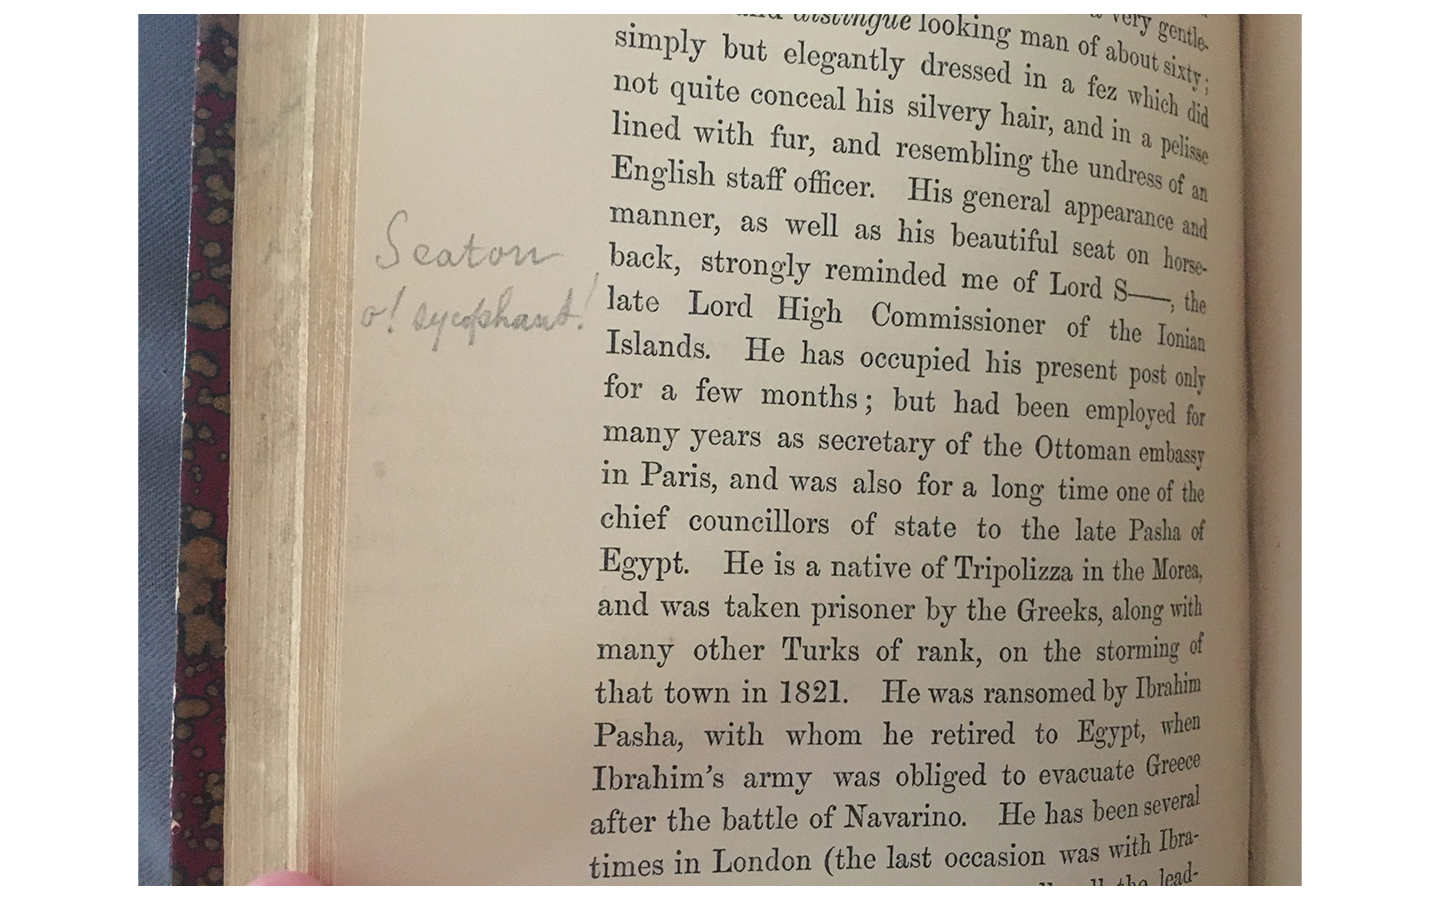 distingue looking man of about sixty;
simply but elegantly dressed in a fez which did
not quite conceal his silvery hair, and in a pelisse
lined with fur, and resembling the undress of an
English staff officer. His general appearance and
manner, as well as his beautiful seat on horse-
back, strongly reminded me of Lord S——, the
late Lord High Commissioner of the Ionian
Islands. He has occupied his present post only
for a few months; but had been employed for
many years as secretary of the Ottoman embassy
in Paris, and was also for a long time one of the
chief councillors of state to the late Pasha of
Egypt. He is a native of Tripolizza in the Morea,
and was taken prisoner by the Greeks, along with
many other Turks of rank, on the storming of
that town in 1821. He was ransomed by Ibrahim
Pasha, with whom he retired to Egypt, when
Ibrahim's army was obliged to evacuate Greece
after the battle of Navarino. He has been several
times in London (the last occasion was with Ibra-
the lead-
Seaton
o! sycophant!